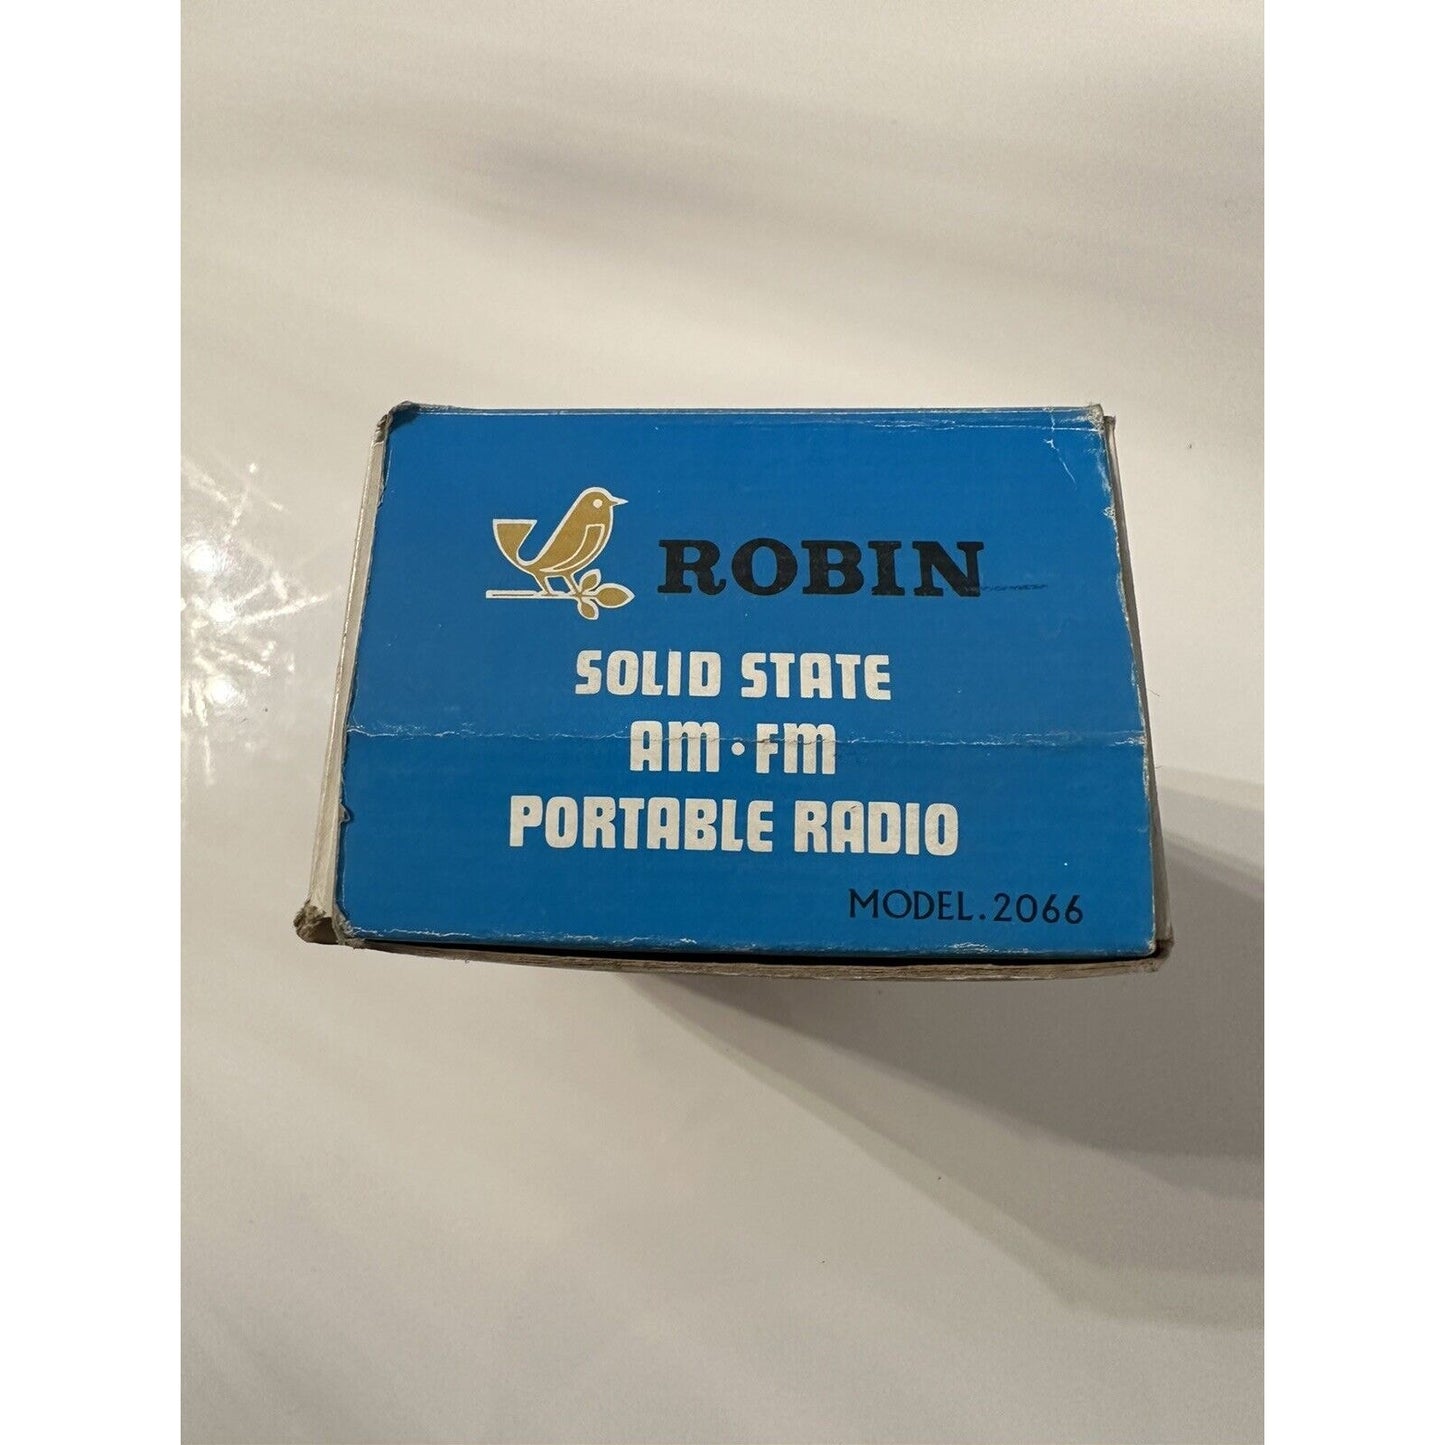 ROBIN
SOLID STATE
AM·FM
PORTABLE RADIO
MODEL.2066